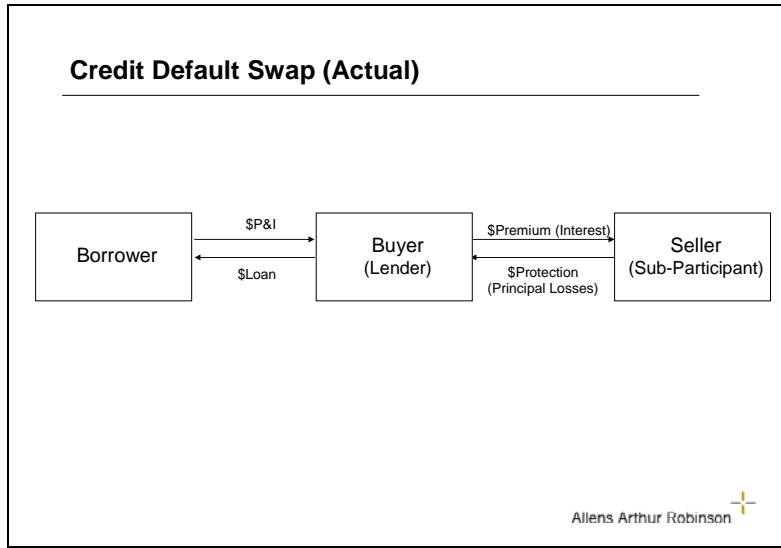 Credit Default Swap (Actual)
Borrower
$P&I
$Loan
Buyer
(Lender)
$Premium (Interest)
$Protection
(Principal Losses)
Seller
(Sub-Participant)
Allens Arthur Robinson